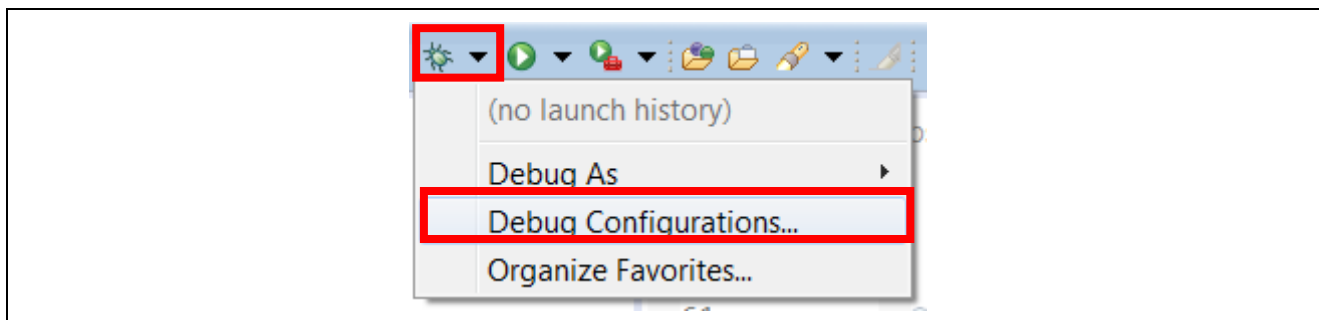 (no launch history)
Debug As
Debug Configurations...
Organize Favorites...